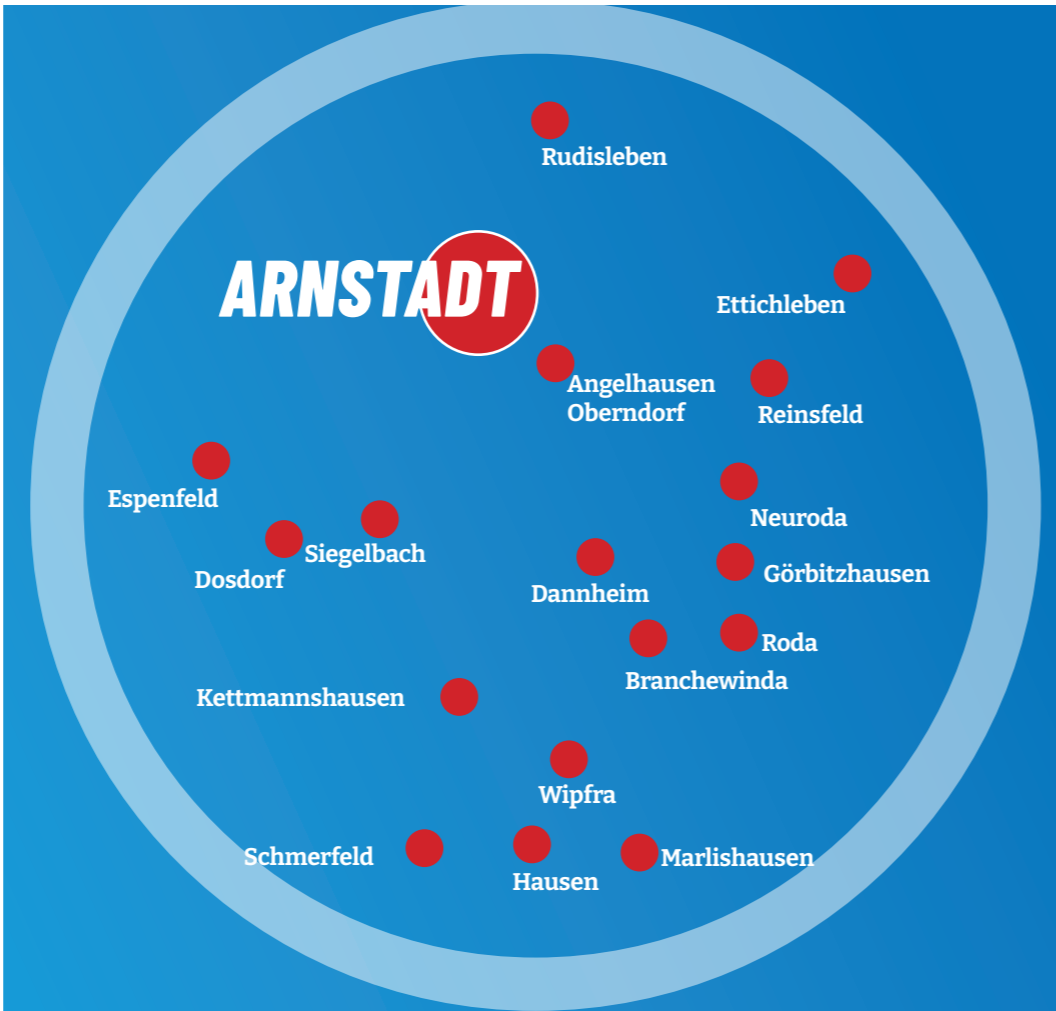 Rudisleben
ARNSTADT
Ettichleben
Angelhausen
Oberndorf
Reinsfeld
Espenfeld
Neuroda
Siegelbach
Dosdorf
Görbitzhausen
Dannheim
Roda
Branchewinda
Kettmannshausen
Wipfra
Schmerfeld
Marlishausen
Hausen